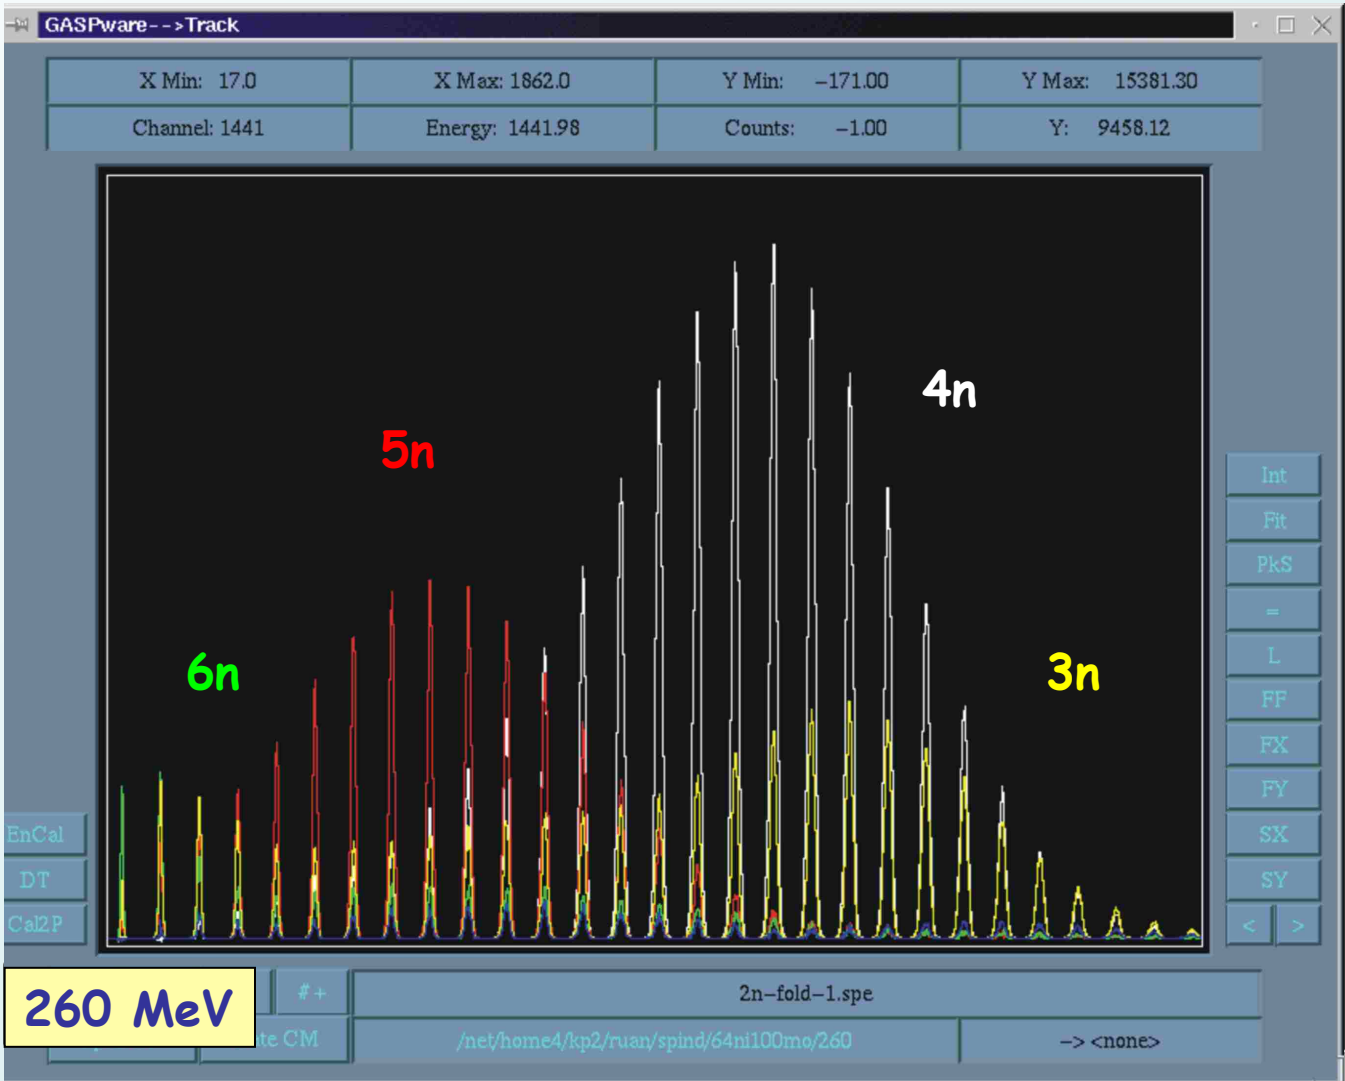 GASPware-->Track
X Min: 17.0 X Max: 1862.0 Y Min: -171.00 Y Max: 15381.30
Channel: 1441 Energy: 1441.98 Counts: -1.00 Y: 9458.12
4n
5n
6n
3n
Int
Fit
PkS
=
L
FF
FX
FY
SX
SY
< >
EnCal
DT
Cal2P
260 MeV
#+ 2n-fold-1.spe
CM /net/home4/kp2/ruan/spind/64ni100mo/260 -> <none>